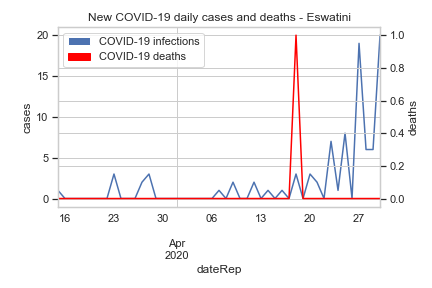 New COVID-19 daily cases and deaths - Eswatini
COVID-19 infections
COVID-19 deaths
cases
20
15
10
5
0
deaths
1.0
0.8
0.6
0.4
0.2
0.0
16 23 30 06 13 20 27
Apr
2020
dateRep